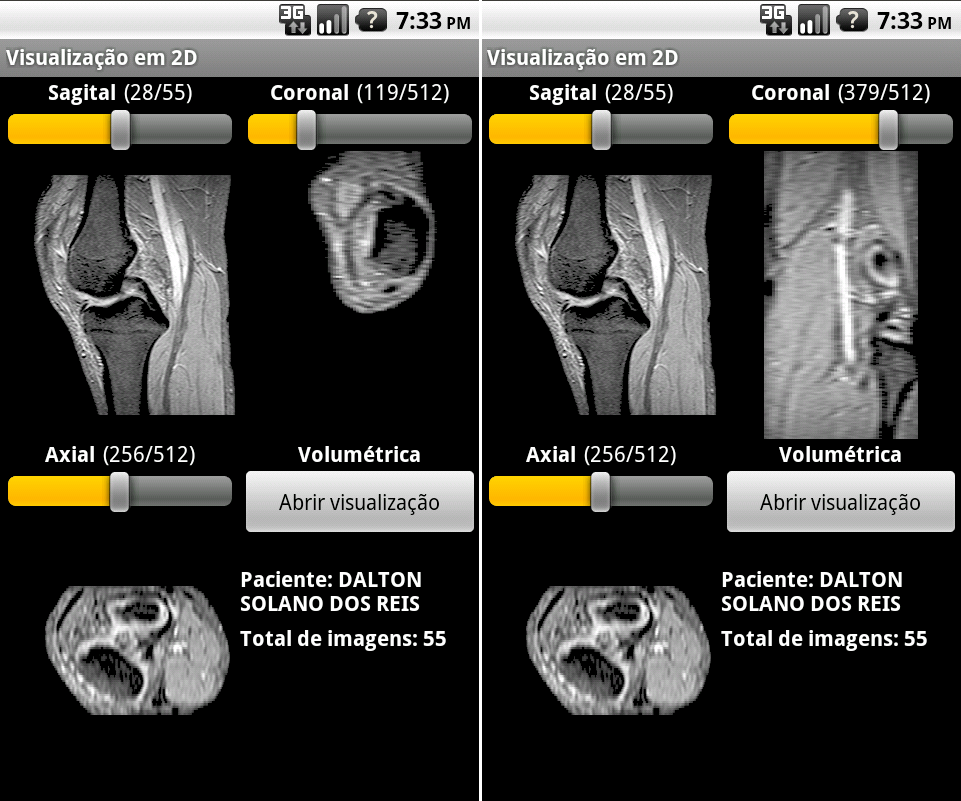 3G ? 7:33 PM
Visualização em 2D
Sagital (28/55) Coronal (119/512)
Axial (256/512) Volumétrica
Abrir visualização
Paciente: DALTON
SOLANO DOS REIS
Total de imagens: 55
3G ? 7:33 PM
Visualização em 2D
Sagital (28/55) Coronal (379/512)
Axial (256/512) Volumétrica
Abrir visualização
Paciente: DALTON
SOLANO DOS REIS
Total de imagens: 55